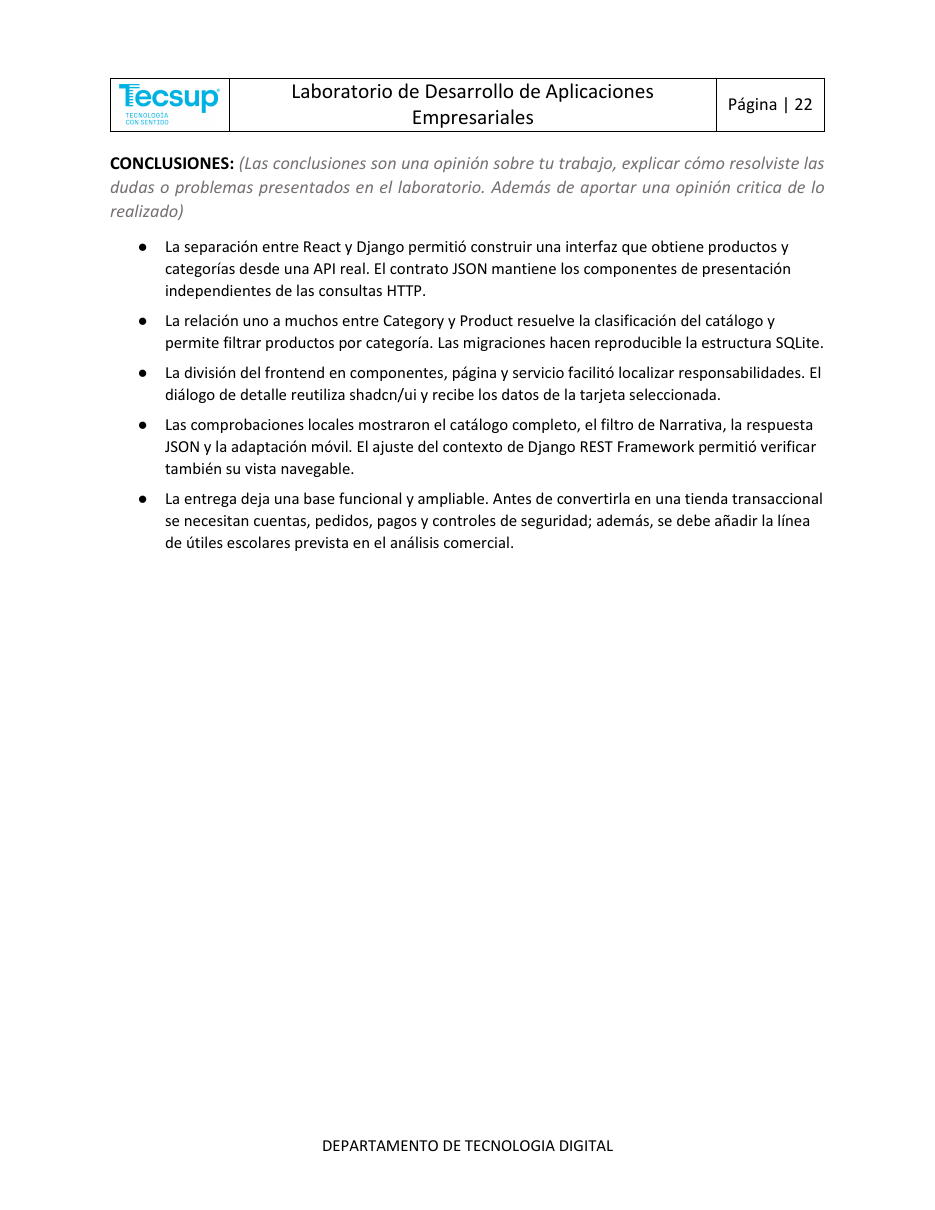 Tecsup
TECNOLOGÍA
CON SENTIDO
Laboratorio de Desarrollo de Aplicaciones
Empresariales
Página | 22
CONCLUSIONES: (Las conclusiones son una opinión sobre tu trabajo, explicar cómo resolviste las
dudas o problemas presentados en el laboratorio. Además de aportar una opinión critica de lo
realizado)
● La separación entre React y Django permitió construir una interfaz que obtiene productos y
categorías desde una API real. El contrato JSON mantiene los componentes de presentación
independientes de las consultas HTTP.
● La relación uno a muchos entre Category y Product resuelve la clasificación del catálogo y
permite filtrar productos por categoría. Las migraciones hacen reproducible la estructura SQLite.
● La división del frontend en componentes, página y servicio facilitó localizar responsabilidades. El
diálogo de detalle reutiliza shadcn/ui y recibe los datos de la tarjeta seleccionada.
● Las comprobaciones locales mostraron el catálogo completo, el filtro de Narrativa, la respuesta
JSON y la adaptación móvil. El ajuste del contexto de Django REST Framework permitió verificar
también su vista navegable.
● La entrega deja una base funcional y ampliable. Antes de convertirla en una tienda transaccional
se necesitan cuentas, pedidos, pagos y controles de seguridad; además, se debe añadir la línea
de útiles escolares prevista en el análisis comercial.
DEPARTAMENTO DE TECNOLOGIA DIGITAL